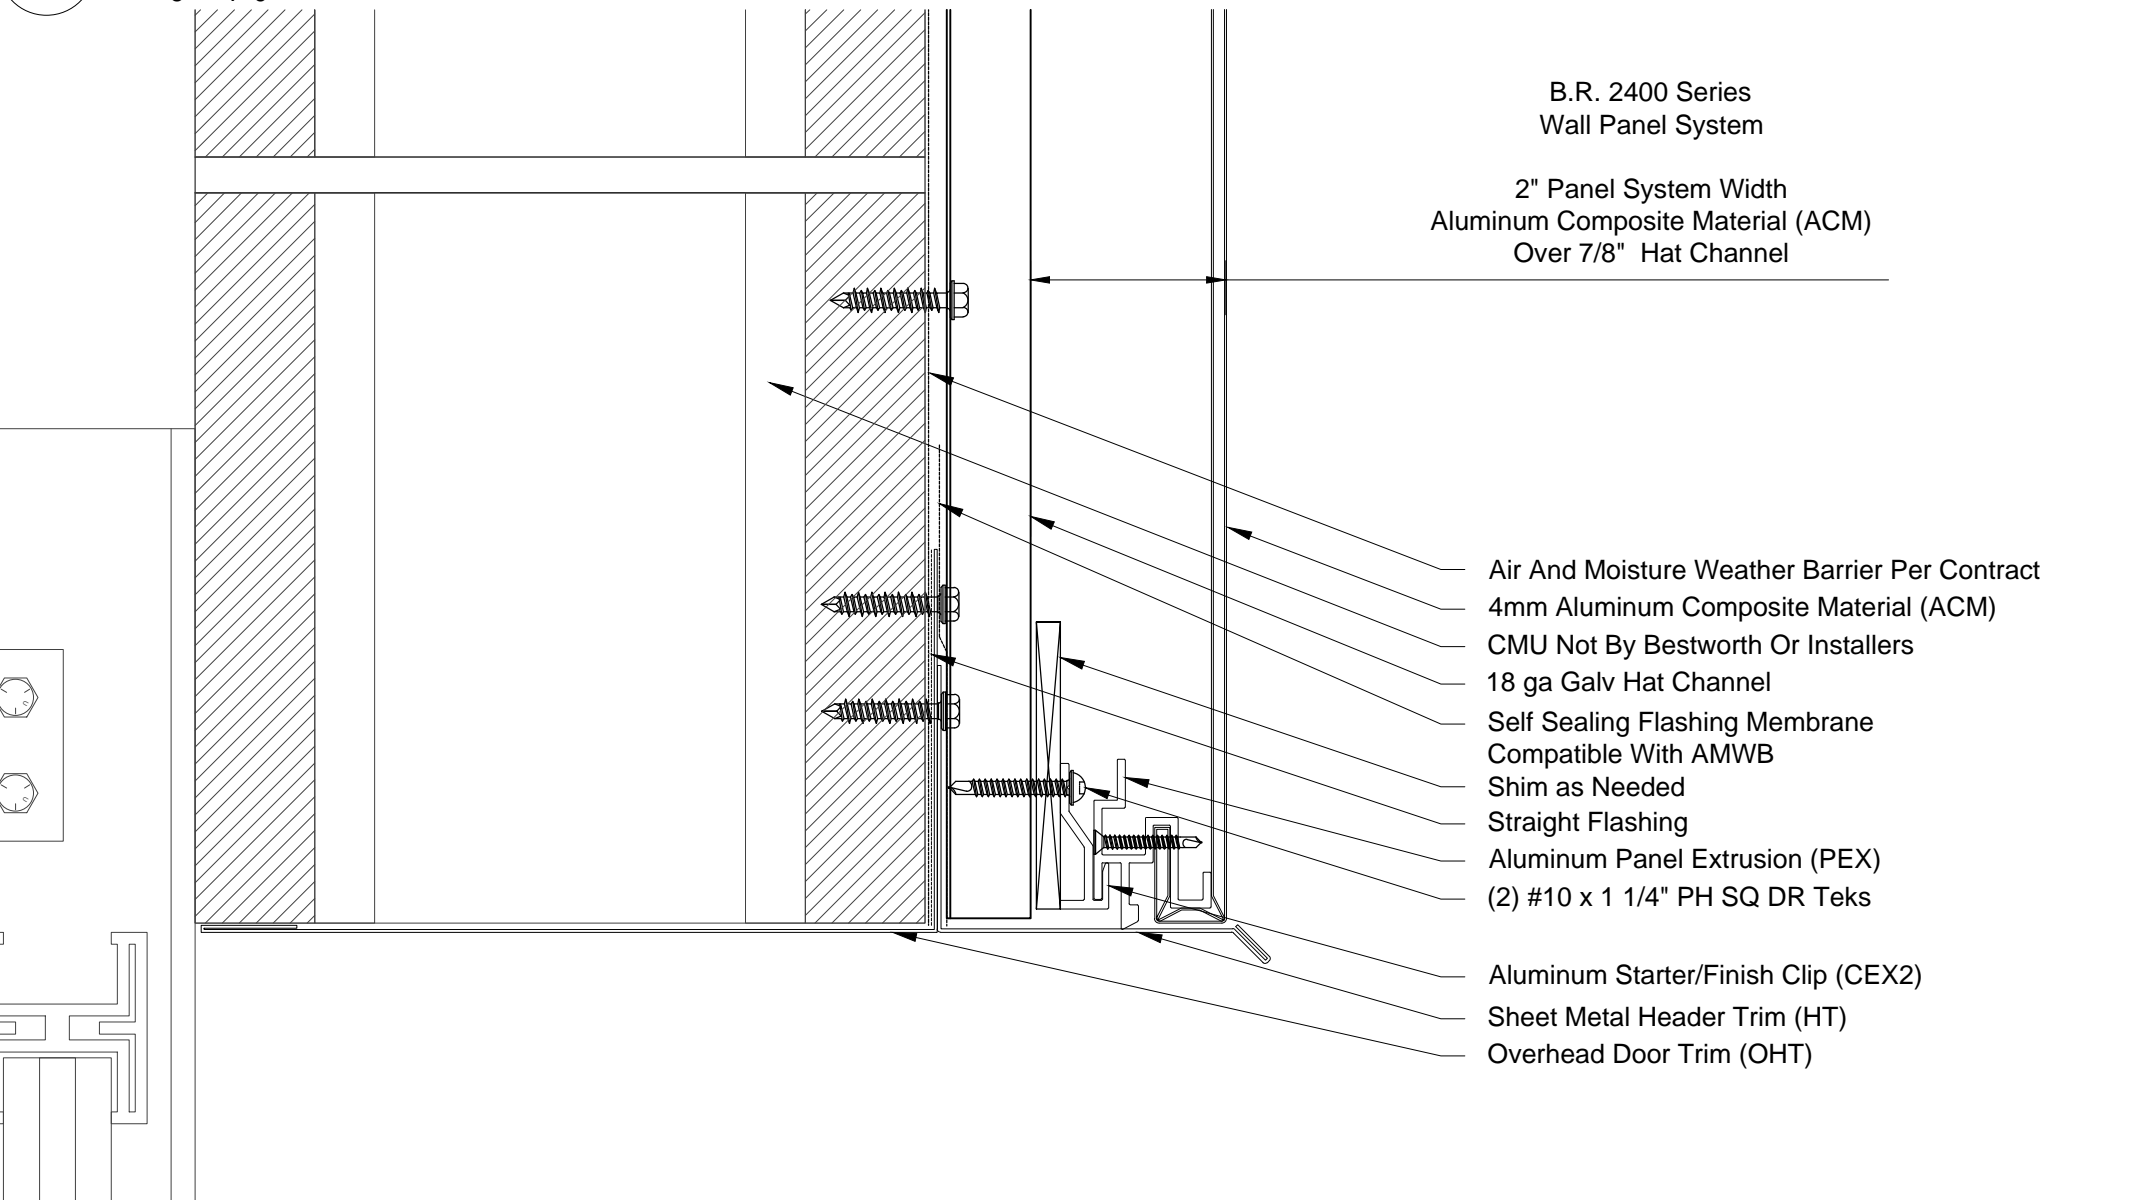 B.R. 2400 Series
Wall Panel System
2" Panel System Width
Aluminum Composite Material (ACM)
Over 7/8" Hat Channel
Air And Moisture Weather Barrier Per Contract
4mm Aluminum Composite Material (ACM)
CMU Not By Bestworth Or Installers
18 ga Galv Hat Channel
Self Sealing Flashing Membrane
Compatible With AMWB
Shim as Needed
Straight Flashing
Aluminum Panel Extrusion (PEX)
(2) #10 x 1 1/4" PH SQ DR Teks
Aluminum Starter/Finish Clip (CEX2)
Sheet Metal Header Trim (HT)
Overhead Door Trim (OHT)